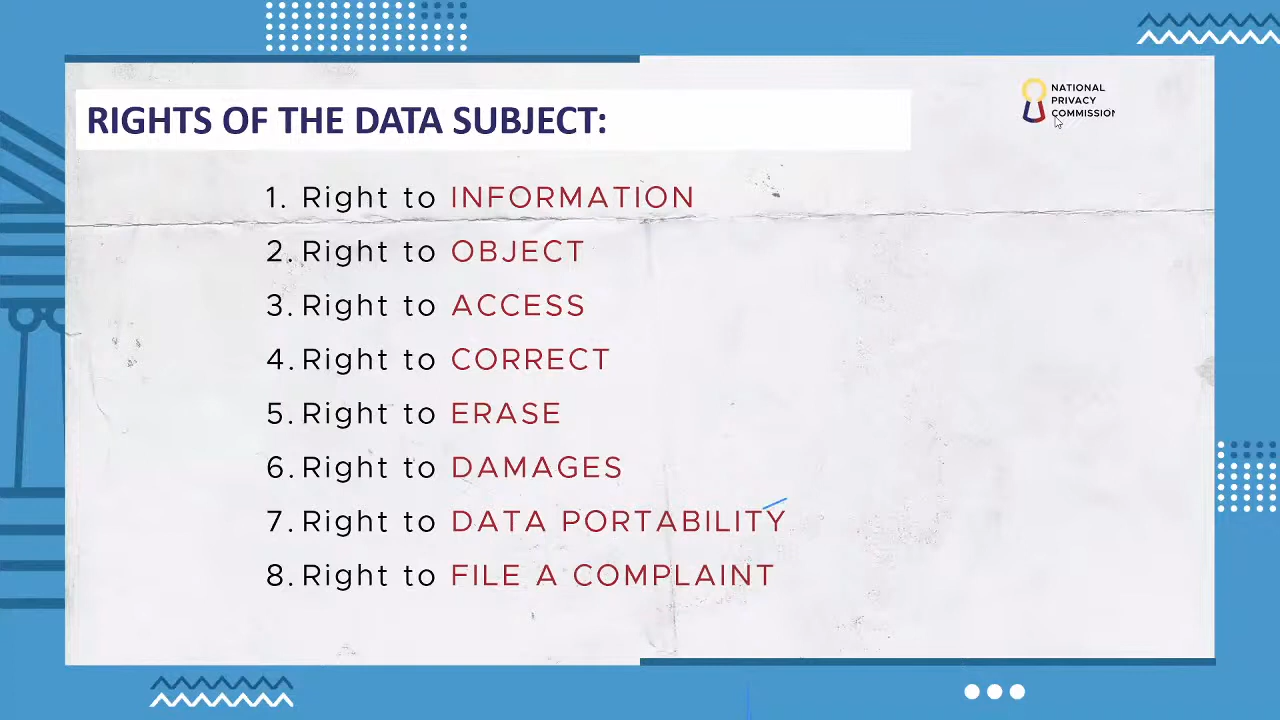 RIGHTS OF THE DATA SUBJECT:
NATIONAL
PRIVACY
COMMISSION
1. Right to INFORMATION
2. Right to OBJECT
3. Right to ACCESS
4. Right to CORRECT
5. Right to ERASE
6. Right to DAMAGES
7. Right to DATA PORTABILITY
8. Right to FILE A COMPLAINT